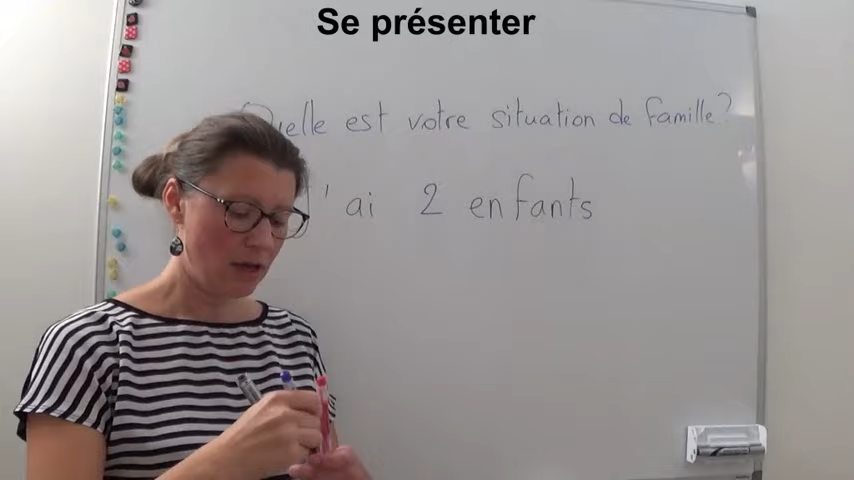 Se présenter
Quelle est votre situation de famille?
J'ai 2 enfants